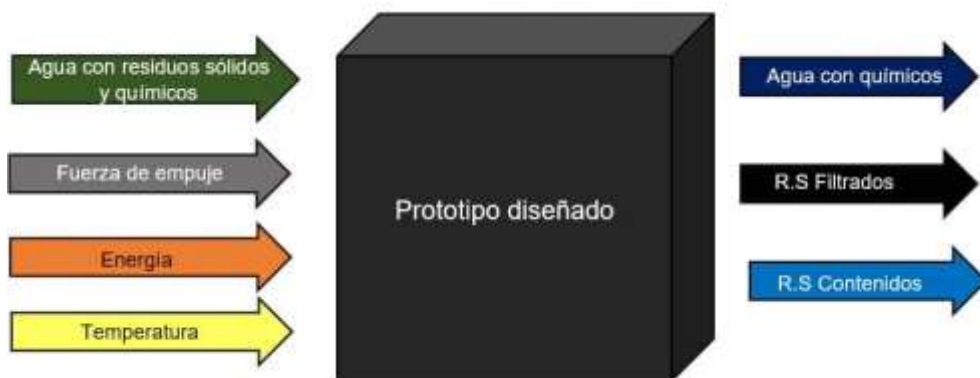 Agua con residuos sólidos
y químicos
Fuerza de empuje
Energía
Temperatura
Prototipo diseñado
Agua con químicos
R.S Filtrados
R.S Contenidos